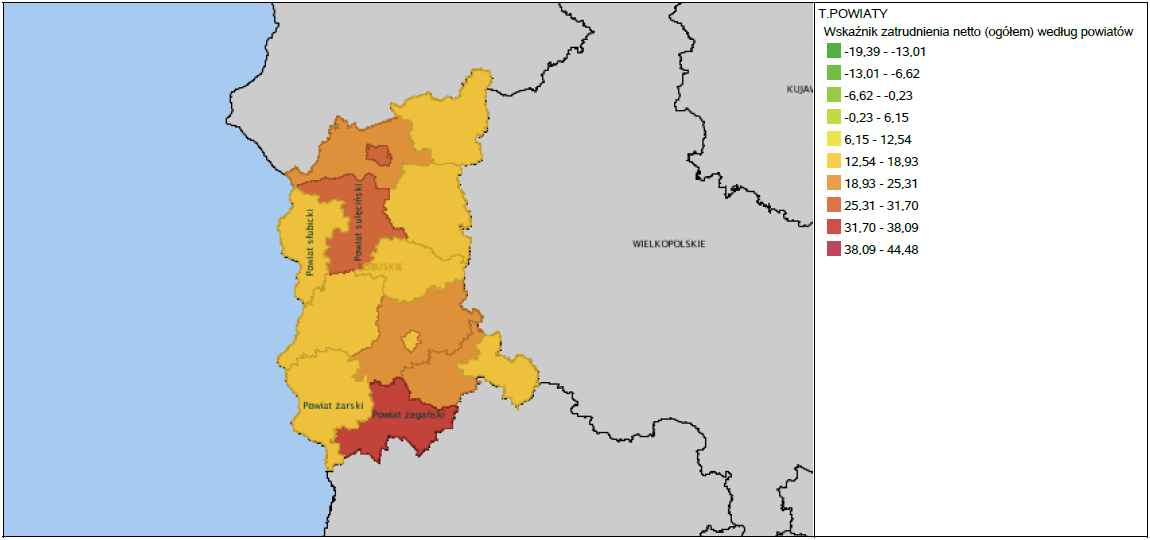 T.POWIATY
Wskaźnik zatrudnienia netto (ogółem) według powiatów
-19,39 - -13,01
-13,01 - -6,62
-6,62 - -0,23
-0,23 - 6,15
6,15 - 12,54
12,54 - 18,93
18,93 - 25,31
25,31 - 31,70
31,70 - 38,09
38,09 - 44,48
KUJAW
Powiat sulęciński
Powiat słubicki
WIELKOPOLSKIE
OBUSKIE
Powiat żarski
Powiat żagański